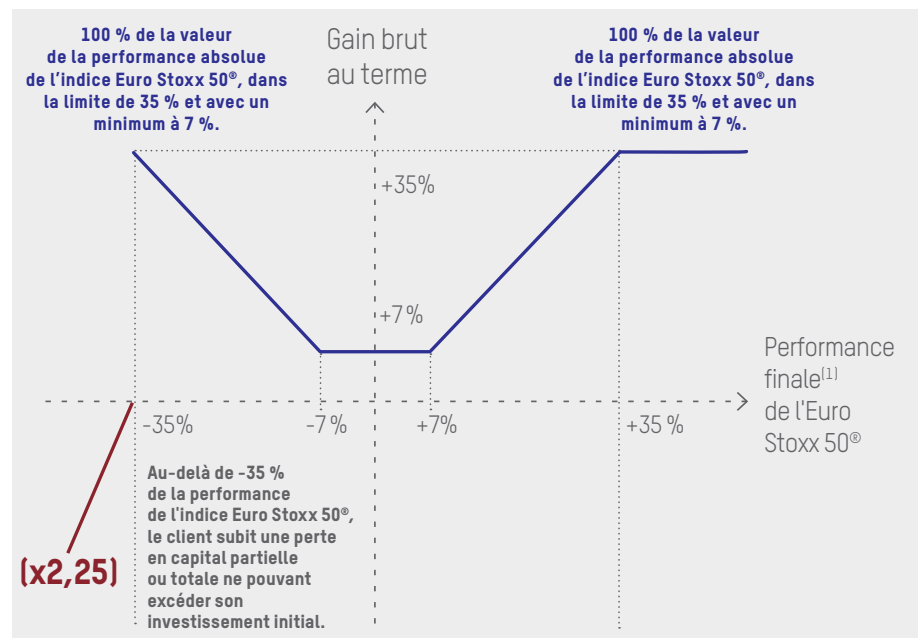 100 % de la valeur
de la performance absolue
de l’indice Euro Stoxx 50®, dans
la limite de 35 % et avec un
minimum à 7 %.
Gain brut
au terme
100 % de la valeur
de la performance absolue
de l’indice Euro Stoxx 50®, dans
la limite de 35 % et avec un
minimum à 7 %.
+35%
+7 %
Performance
finale(1)
de l'Euro
Stoxx 50®
-35%
-7 %
+7%
+35 %
Au-delà de -35 %
de la performance
de l'indice Euro Stoxx 50®,
le client subit une perte
en capital partielle
ou totale ne pouvant
excéder son
investissement initial.
(x2,25)